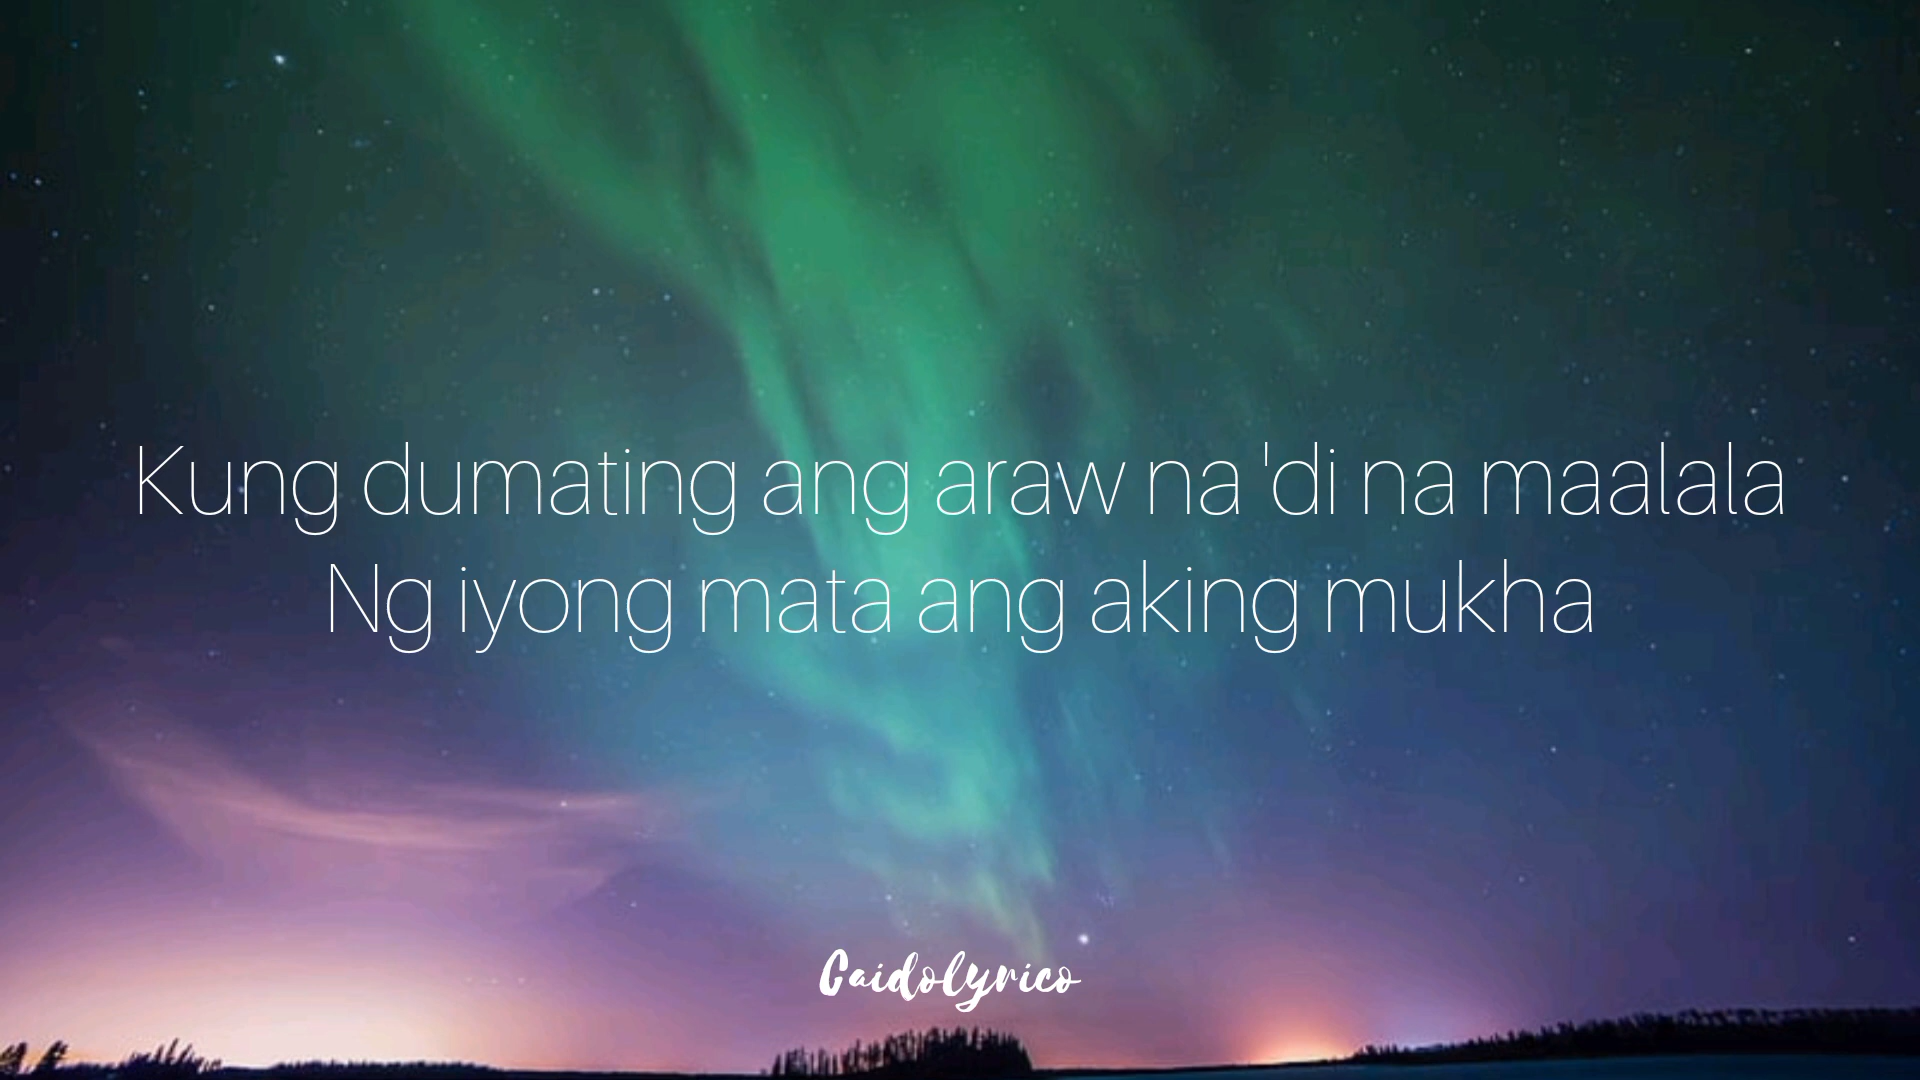 Kung dumating ang araw na 'di na maalala
Ng iyong mata ang aking mukha
Caidolyrico